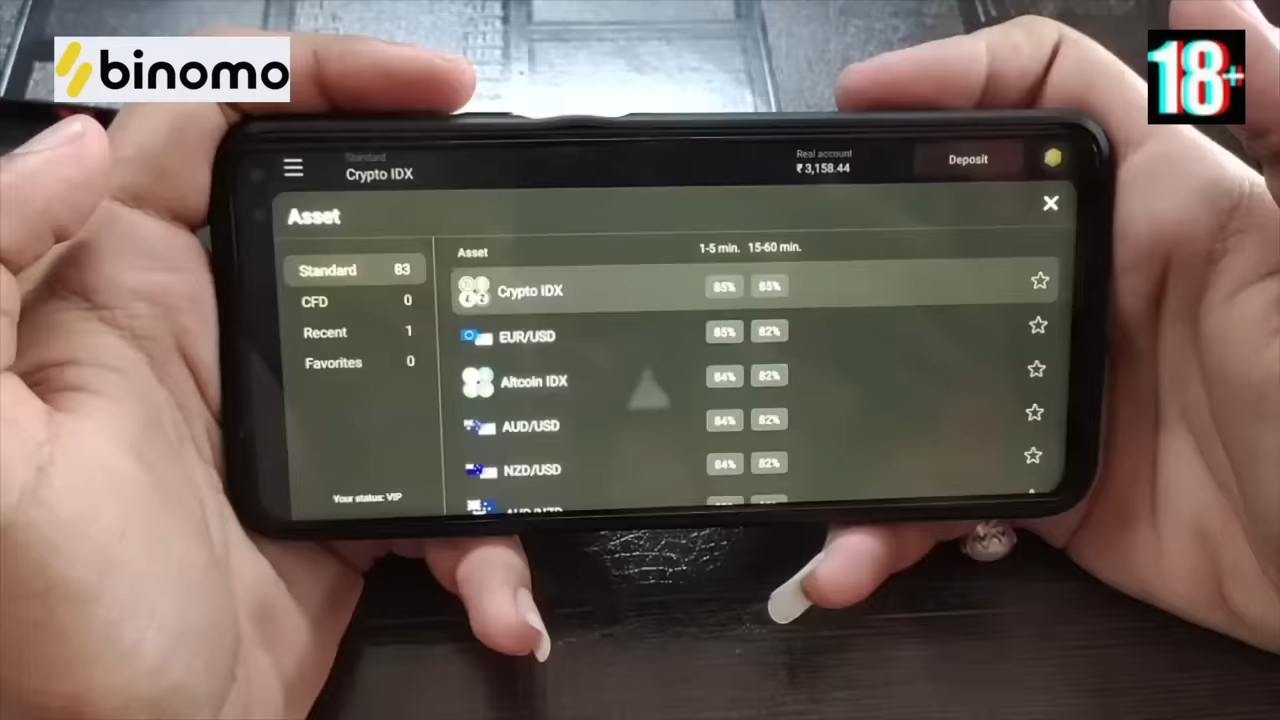 binomo
18+
Standard
Crypto IDX
Real account
₹3,158.44
Deposit
Asset
Standard 83
CFD 0
Recent 1
Favorites 0
Your status: VIP
Asset 1-5 min. 15-60 min.
Crypto IDX 85% 85%
EUR/USD 85% 82%
Altcoin IDX 84% 82%
AUD/USD 84% 82%
NZD/USD 84% 82%
AUD/NZD